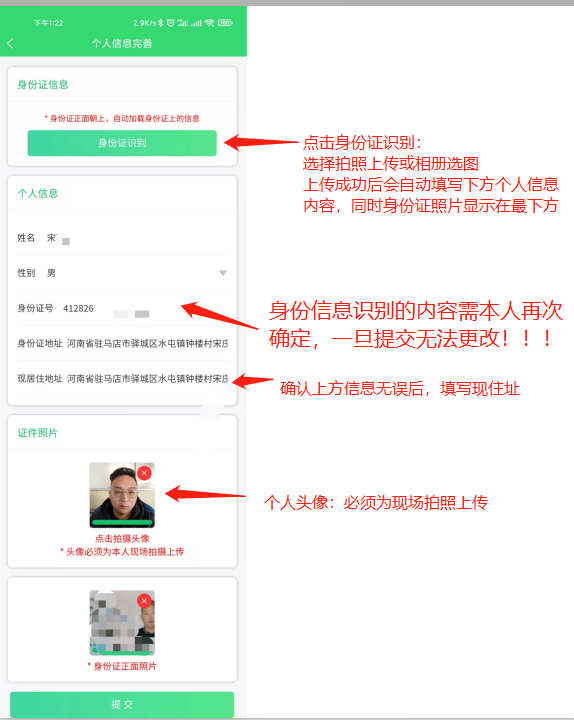 下午1:22
2.9K/s
个人信息完善
身份证信息
* 身份证正面朝上，自动加载身份证上的信息
身份证识别
点击身份证识别：
选择拍照上传或相册选图
上传成功后会自动填写下方个人信息
内容，同时身份证照片显示在最下方
个人信息
姓名 宋
性别 男
身份证号 412826
身份信息识别的内容需本人再次
确定，一旦提交无法更改！！！
身份证地址 河南省驻马店市驿城区水屯镇钟楼村宋庄
现居住地址 河南省驻马店市驿城区水屯镇钟楼村宋庄
确认上方信息无误后，填写现住址
证件照片
个人头像：必须为现场拍照上传
点击拍摄头像
* 头像必须为本人现场拍摄上传
* 身份证正面照片
提 交